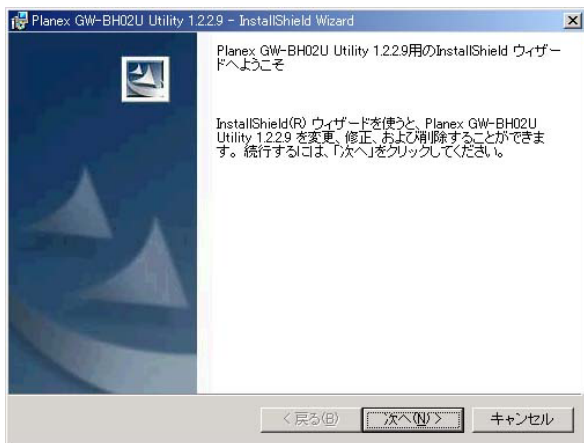 Planex GW-BH02U Utility 1.2.2.9 - InstallShield Wizard
Planex GW-BH02U Utility 1.2.2.9用のInstallShield ウィザー
ドへようこそ
InstallShield(R) ウィザードを使うと、Planex GW-BH02U
Utility 1.2.2.9 を変更、修正、および削除することができま
す。続行するには、「次へ」をクリックしてください。
< 戻る(B)
次へ(N) >
キャンセル